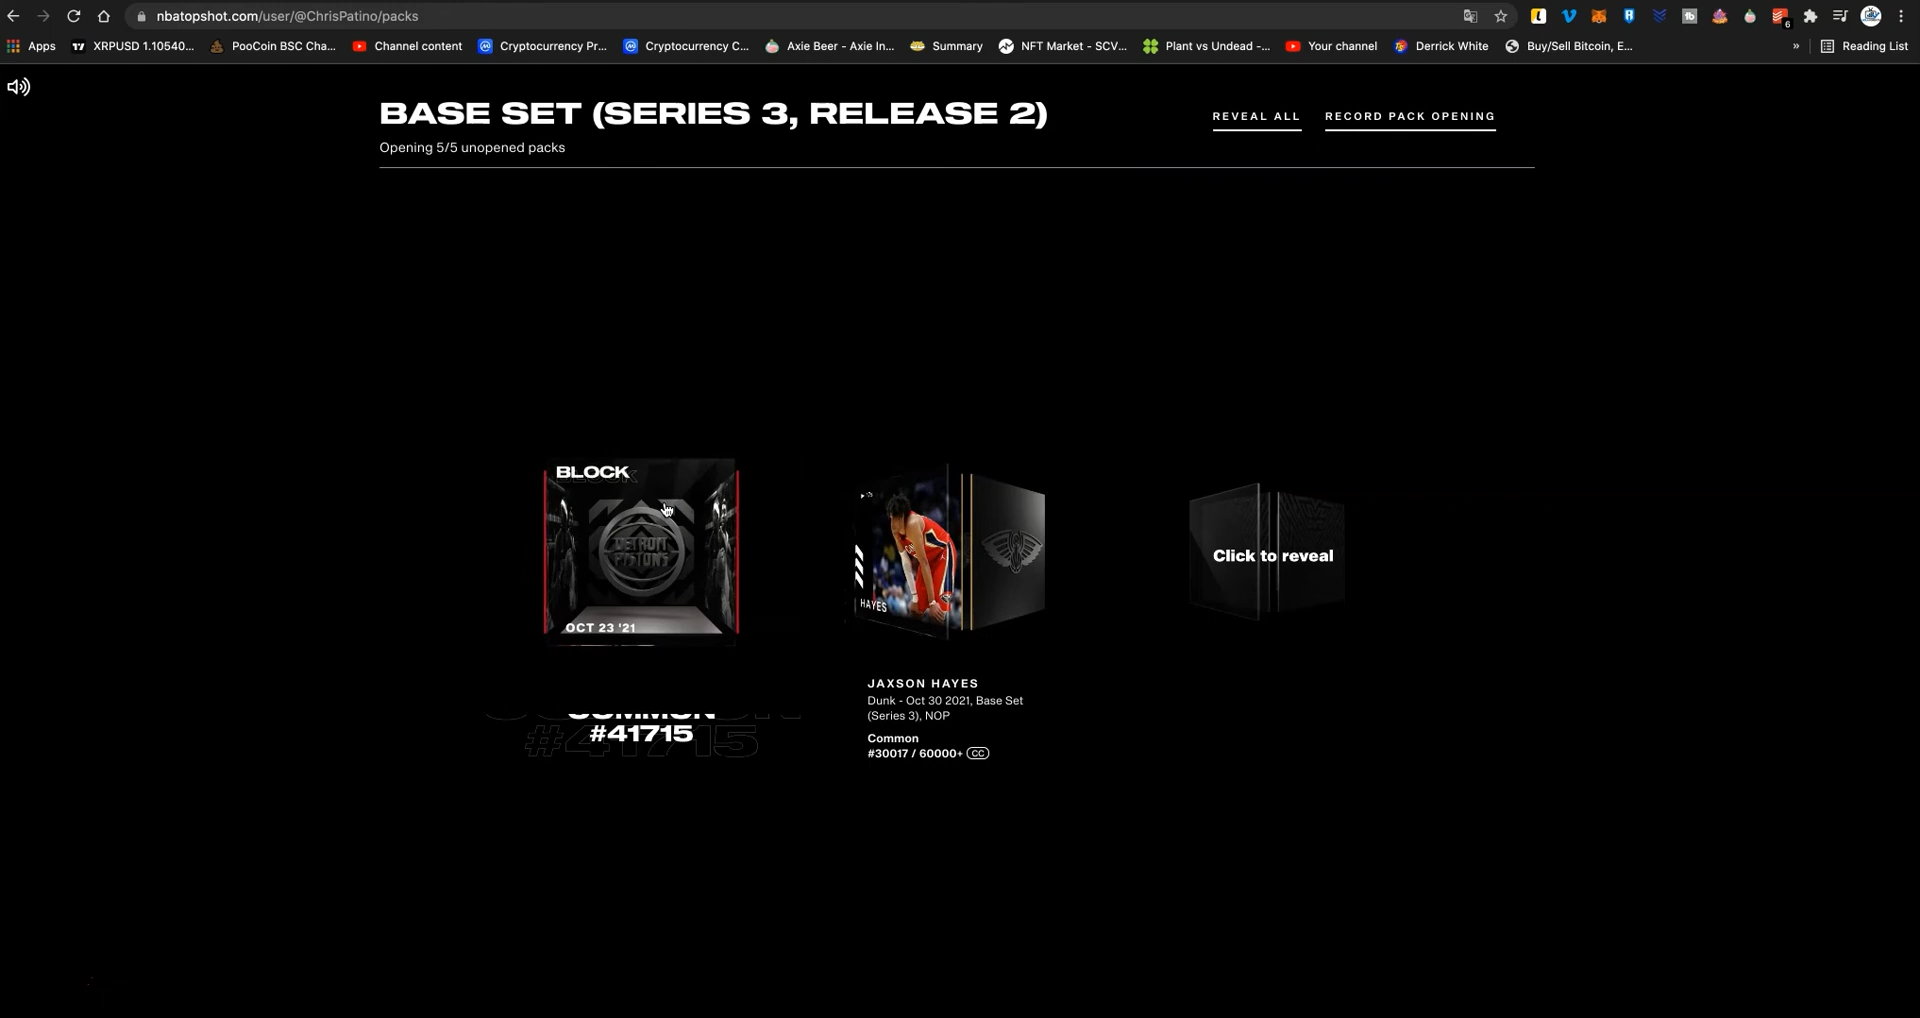 nbatopshot.com/user/@ChrisPatino/packs
Apps
XRPUSD 1.10540...
PooCoin BSC Cha...
Channel content
Cryptocurrency Pr...
Cryptocurrency C...
Axie Beer - Axie In...
Summary
NFT Market - SCV...
Plant vs Undead -...
Your channel
Derrick White
Buy/Sell Bitcoin, E...
»
Reading List
BASE SET (SERIES 3, RELEASE 2)
REVEAL ALL
RECORD PACK OPENING
Opening 5/5 unopened packs
BLOCK
DETROIT
PISTONS
OCT 23 '21
COMMON
#41715
HAYES
JAXSON HAYES
Dunk - Oct 30 2021, Base Set
(Series 3), NOP
Common
#30017 / 60000+ CC
Click to reveal